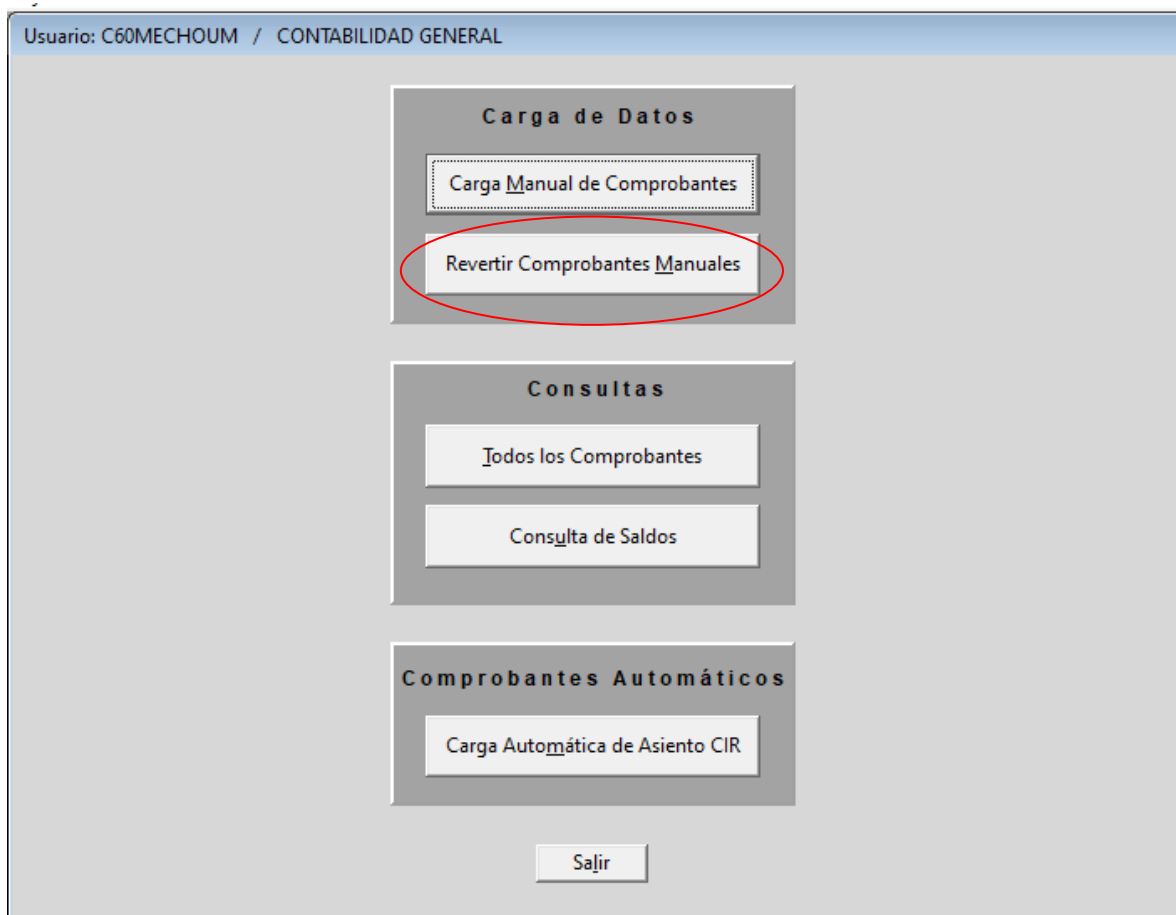 Usuario: C60MECHOUM / CONTABILIDAD GENERAL
Carga de Datos
Carga Manual de Comprobantes
Revertir Comprobantes Manuales
Consultas
Todos los Comprobantes
Consulta de Saldos
Comprobantes Automáticos
Carga Automática de Asiento CIR
Salir